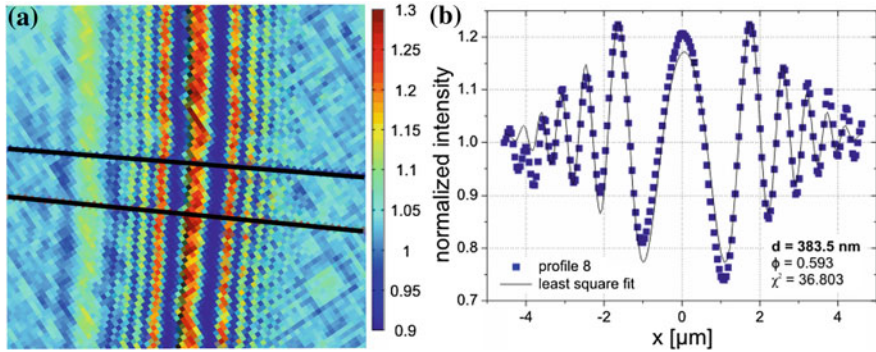 (a)
1.3
1.25
1.2
1.15
1.1
1.05
1
0.95
0.9
(b)
normalized intensity
1.2
1.1
1.0
0.9
0.8
0.7
profile 8
least square fit
d = 383.5 nm
ϕ = 0.593
χ² = 36.803
-4
-2
0
2
4
x [µm]